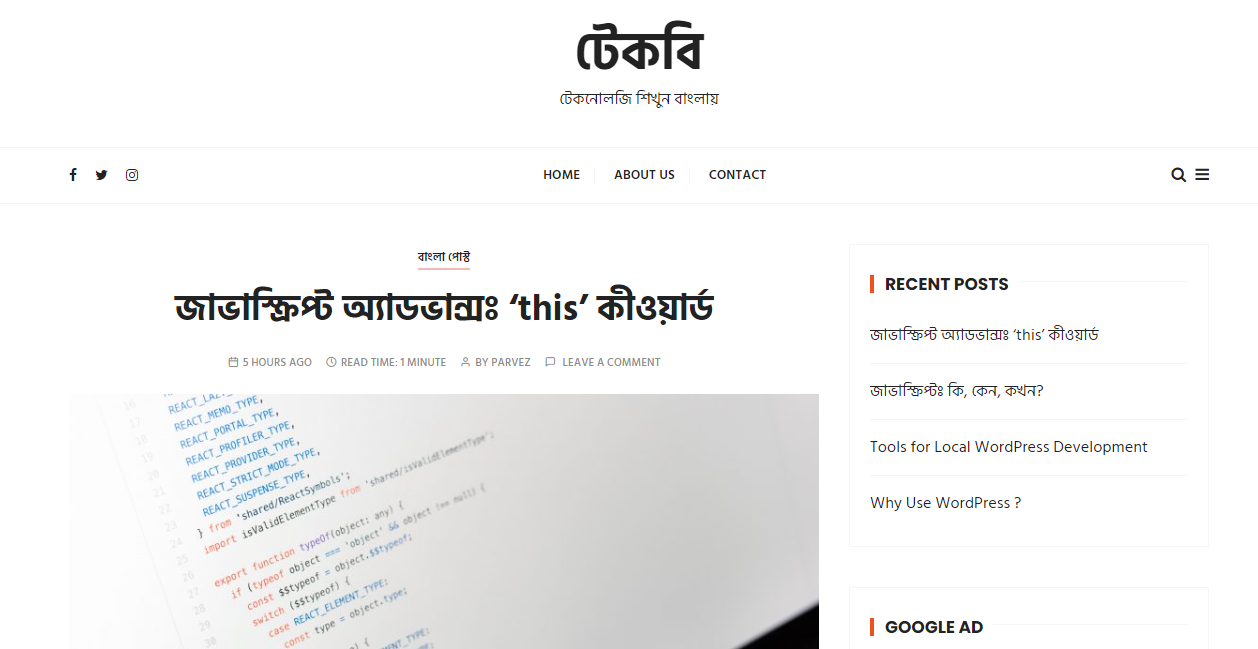 টেকবি
টেকনোলজি শিখুন বাংলায়
HOME
ABOUT US
CONTACT
বাংলা পোস্ট
জাভাস্ক্রিপ্ট অ্যাডভান্সঃ ‘this’ কীওয়ার্ড
5 HOURS AGO READ TIME: 1 MINUTE BY PARVEZ LEAVE A COMMENT
16
17 REACT_MEMO_TYPE,
18 REACT_PORTAL_TYPE,
19 REACT_PROFILER_TYPE,
20 REACT_PROVIDER_TYPE,
21 REACT_STRICT_MODE_TYPE,
22 REACT_SUSPENSE_TYPE,
23 } from 'shared/ReactSymbols';
24 import isValidElementType from 'shared/isValidElementType';
25
26 export function typeOf(object: any) {
27 if (typeof object === 'object' && object !== null) {
28 const $$typeof = object.$$typeof;
29 switch ($$typeof) {
30 case REACT_ELEMENT_TYPE:
const type = object.type;
RECENT POSTS
জাভাস্ক্রিপ্ট অ্যাডভান্সঃ ‘this’ কীওয়ার্ড
জাভাস্ক্রিপ্টঃ কি, কেন, কখন?
Tools for Local WordPress Development
Why Use WordPress ?
GOOGLE AD